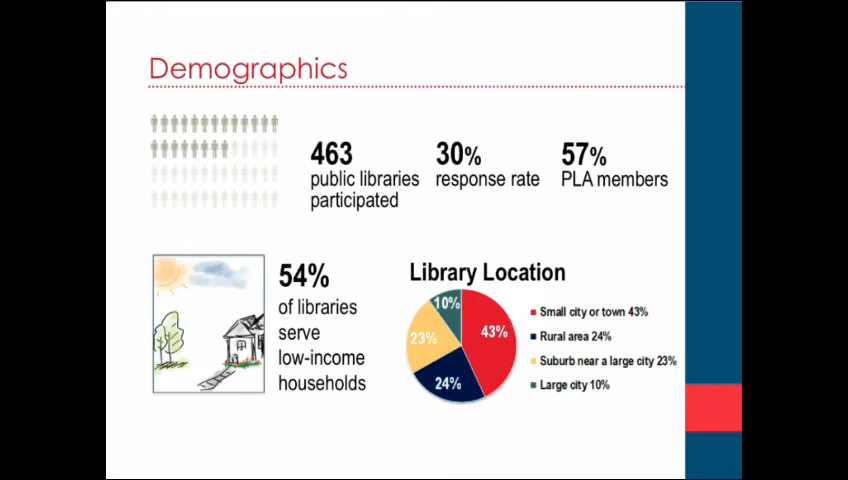 Demographics
463
public libraries
participated
30%
response rate
57%
PLA members
54%
of libraries
serve
low-income
households
Library Location
10%
43%
23%
24%
Small city or town 43%
Rural area 24%
Suburb near a large city 23%
Large city 10%